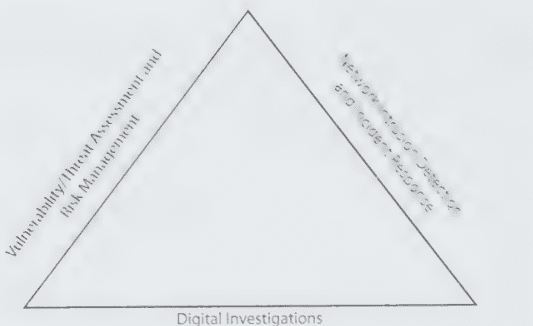 Vulnerability/Threat Assessment and
Risk Management
Network Intrusion Detection
and Incident Response
Digital Investigations